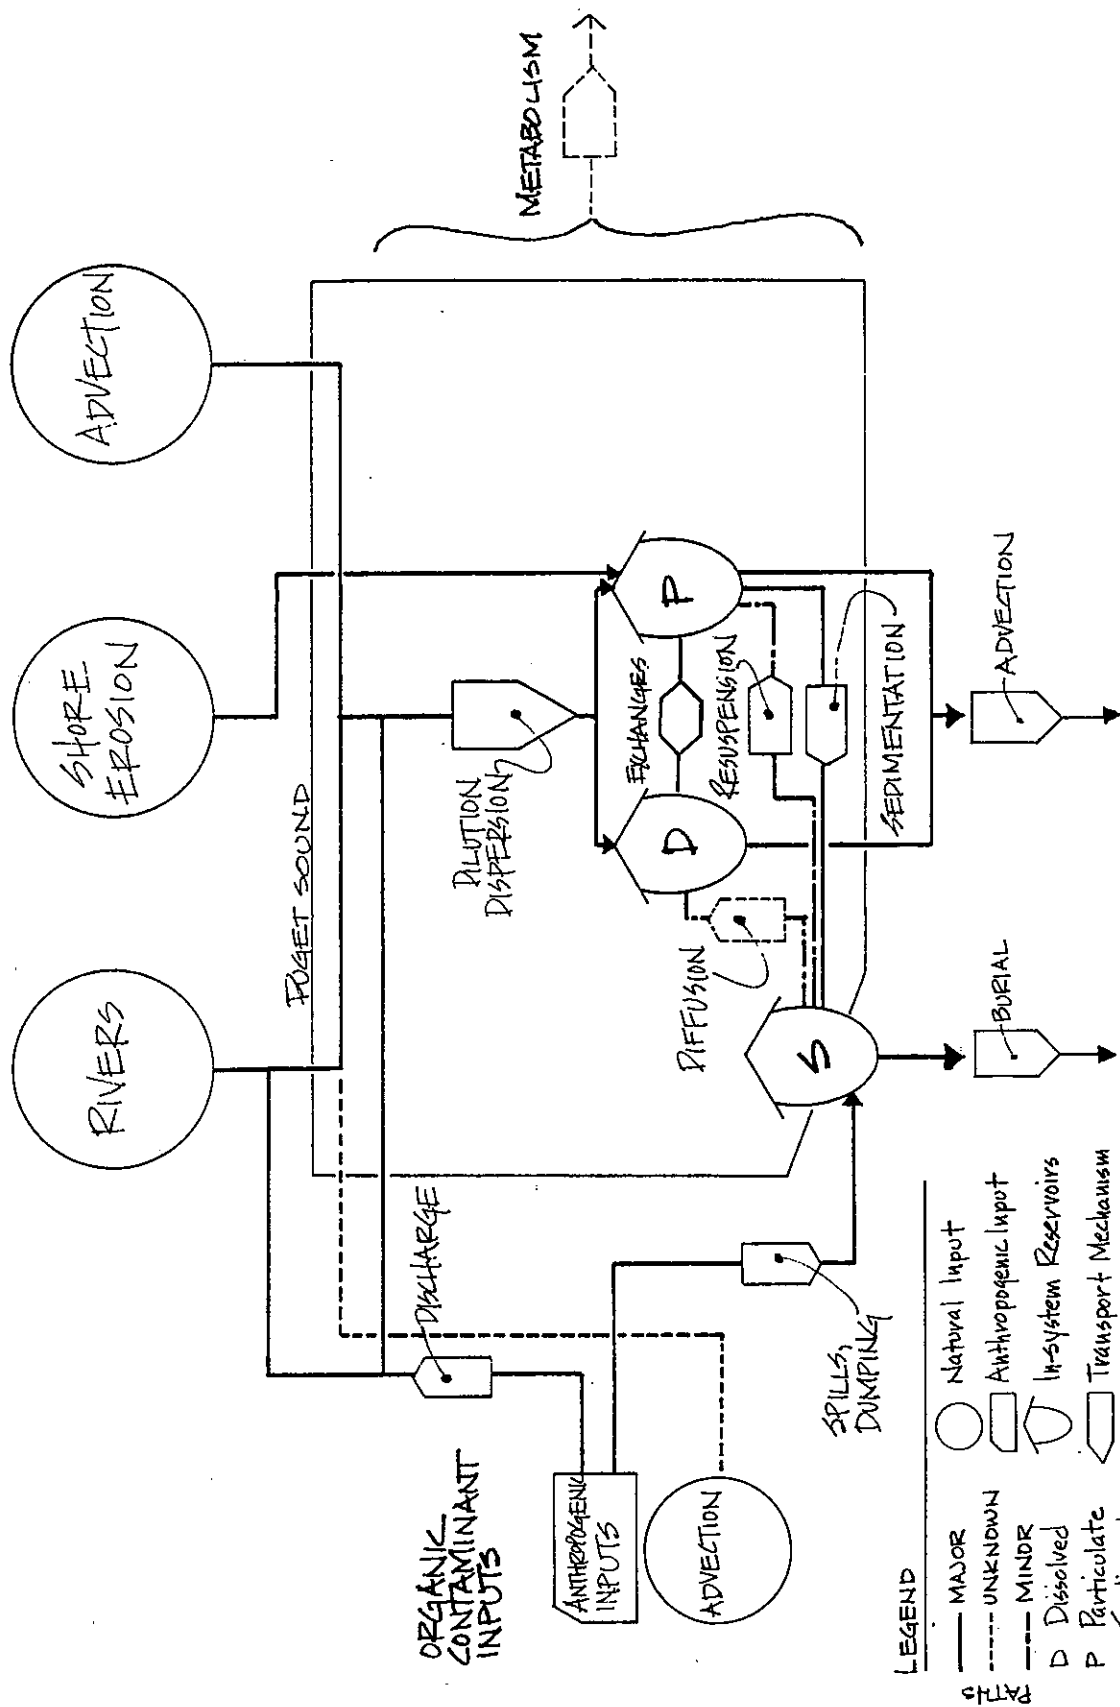 RIVERS
SHORE
EROSION
ADVECTION
PUGET SOUND
METABOLISM
DISCHARGE
DILUTION
DISPERSION
ORGANIC
CONTAMINANT
INPUTS
ANTHROPOGENIC
INPUTS
ADVECTION
EXCHANGES
D
P
RESUSPENSION
DIFFUSION
S
SEDIMENTATION
SPILLS,
DUMPING
BURIAL
ADVECTION
LEGEND
PATHS
MAJOR
UNKNOWN
MINOR
D Dissolved
P Particulate
Natural Input
Anthropogenic Input
In-system Reservoirs
Transport Mechanism